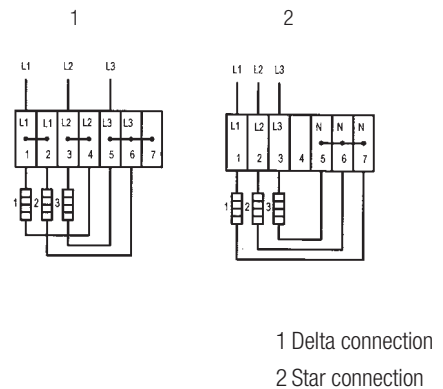 1 2
L1 L2 L3 L1 L2 L3
L1 L1 L2 L2 L3 L3 L1 L2 L3 N N N
1 2 3 4 5 6 7 1 2 3 4 5 6 7
1 2 3 1 2 3
1 Delta connection
2 Star connection